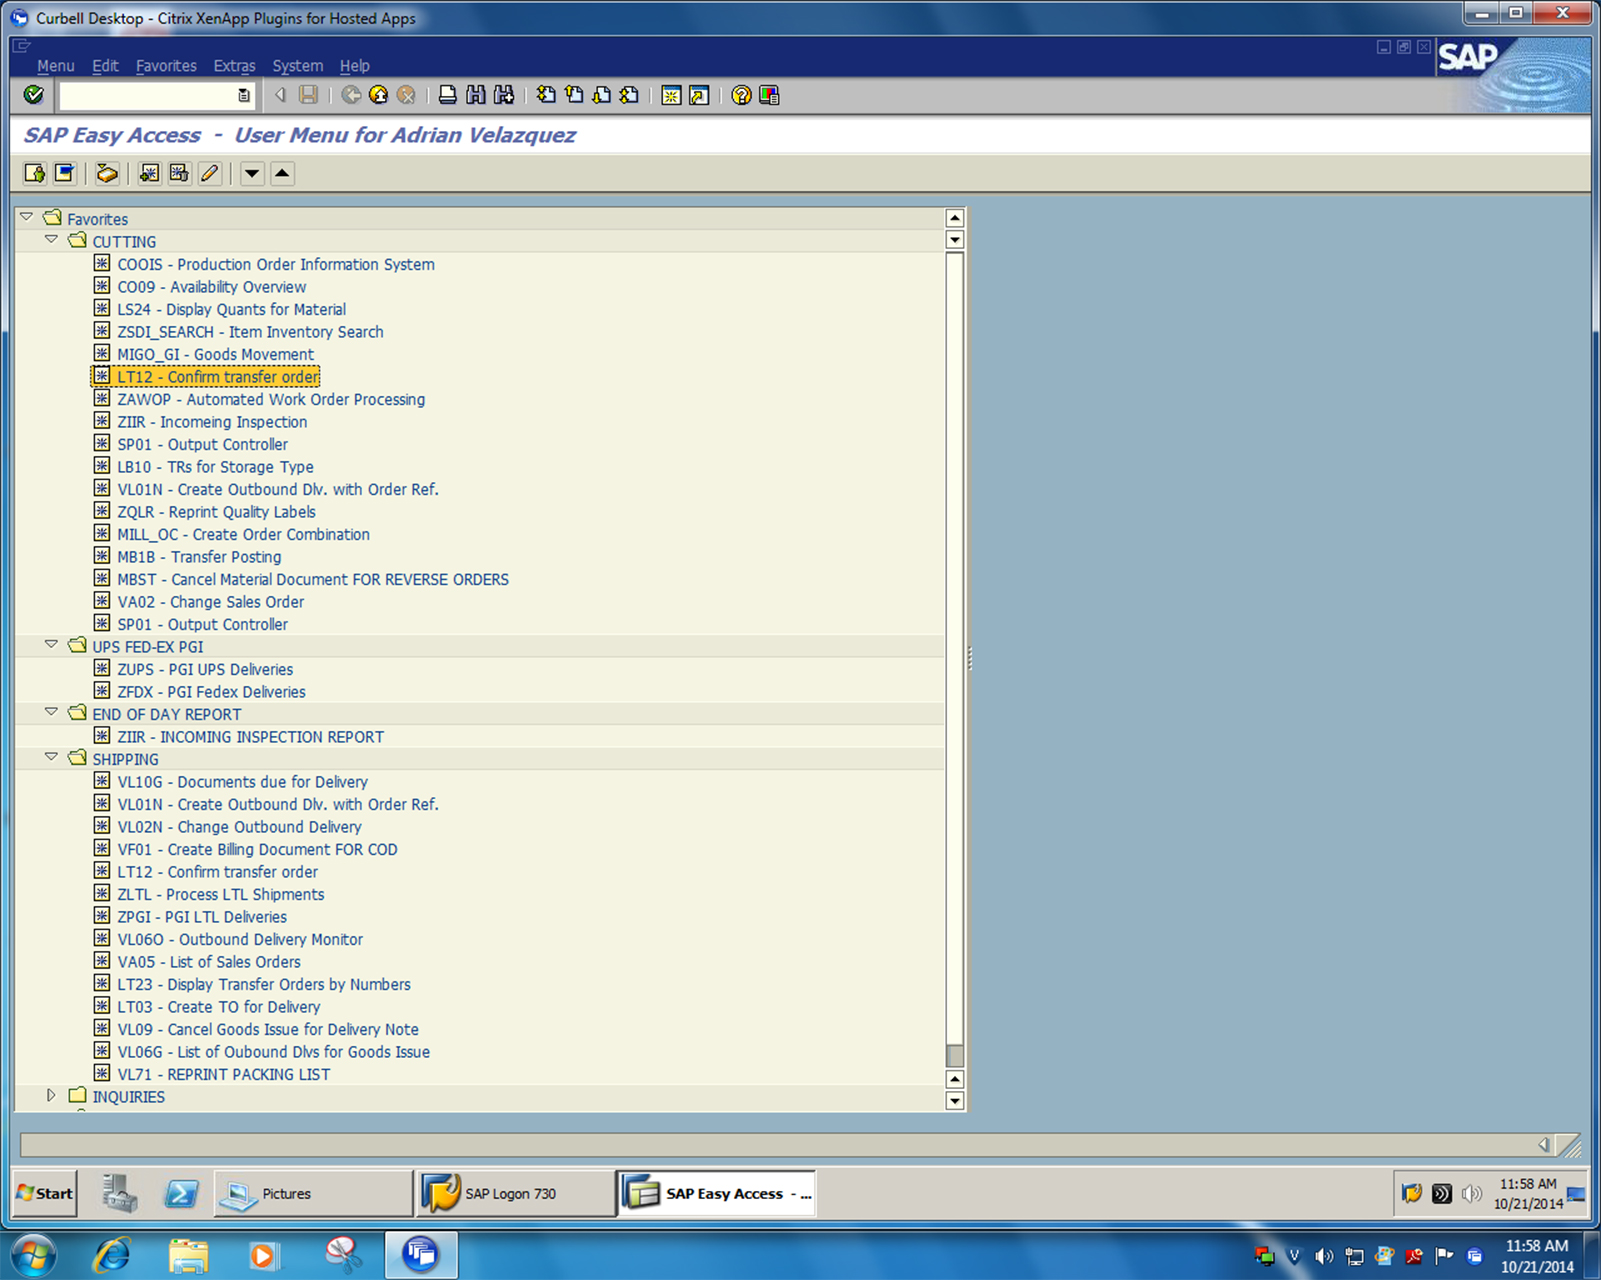 Curbell Desktop - Citrix XenApp Plugins for Hosted Apps
Menu Edit Favorites Extras System Help
SAP
SAP Easy Access - User Menu for Adrian Velazquez
Favorites
CUTTING
COOIS - Production Order Information System
CO09 - Availability Overview
LS24 - Display Quants for Material
ZSDI_SEARCH - Item Inventory Search
MIGO_GI - Goods Movement
LT12 - Confirm transfer order
ZAWOP - Automated Work Order Processing
ZIIR - Incomeing Inspection
SP01 - Output Controller
LB10 - TRs for Storage Type
VL01N - Create Outbound Dlv. with Order Ref.
ZQLR - Reprint Quality Labels
MILL_OC - Create Order Combination
MB1B - Transfer Posting
MBST - Cancel Material Document FOR REVERSE ORDERS
VA02 - Change Sales Order
SP01 - Output Controller
UPS FED-EX PGI
ZUPS - PGI UPS Deliveries
ZFDX - PGI Fedex Deliveries
END OF DAY REPORT
ZIIR - INCOMING INSPECTION REPORT
SHIPPING
VL10G - Documents due for Delivery
VL01N - Create Outbound Dlv. with Order Ref.
VL02N - Change Outbound Delivery
VF01 - Create Billing Document FOR COD
LT12 - Confirm transfer order
ZLTL - Process LTL Shipments
ZPGI - PGI LTL Deliveries
VL06O - Outbound Delivery Monitor
VA05 - List of Sales Orders
LT23 - Display Transfer Orders by Numbers
LT03 - Create TO for Delivery
VL09 - Cancel Goods Issue for Delivery Note
VL06G - List of Oubound Dlvs for Goods Issue
VL71 - REPRINT PACKING LIST
INQUIRIES
Start Pictures SAP Logon 730 SAP Easy Access - ...
11:58 AM
10/21/2014
11:58 AM
10/21/2014